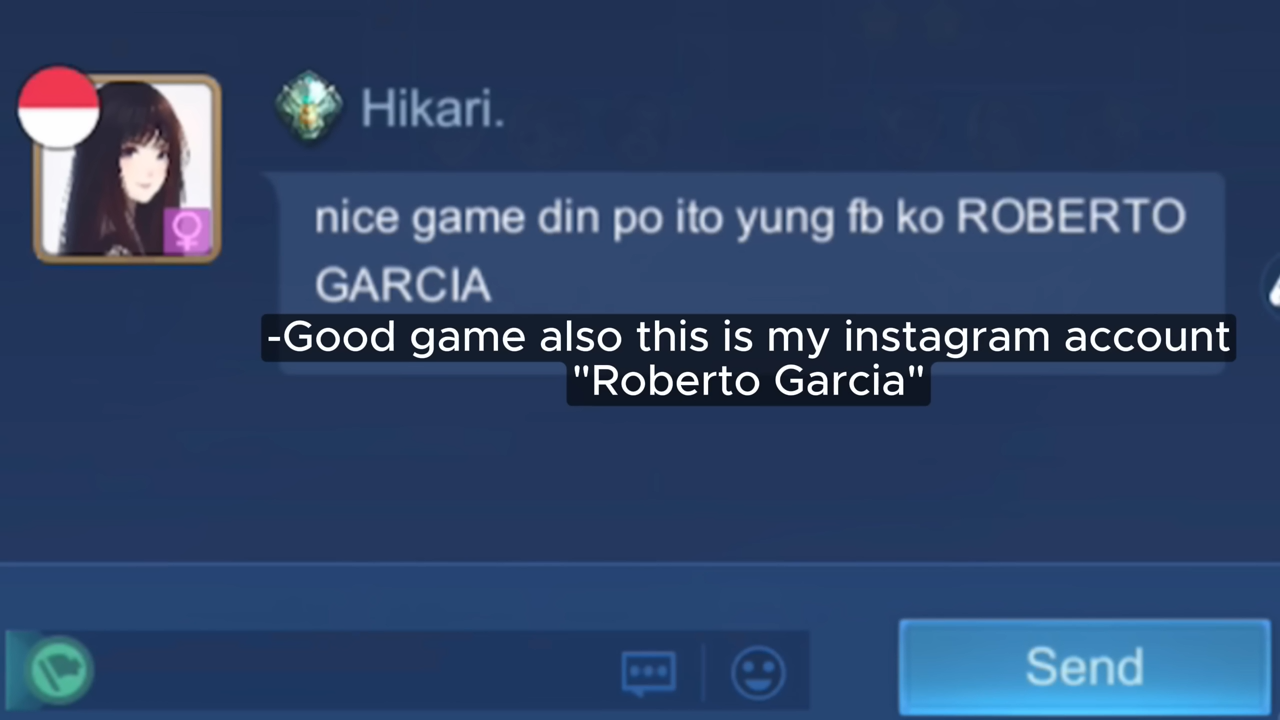 Hikari.
nice game din po ito yung fb ko ROBERTO
GARCIA
-Good game also this is my instagram account
"Roberto Garcia"
Send